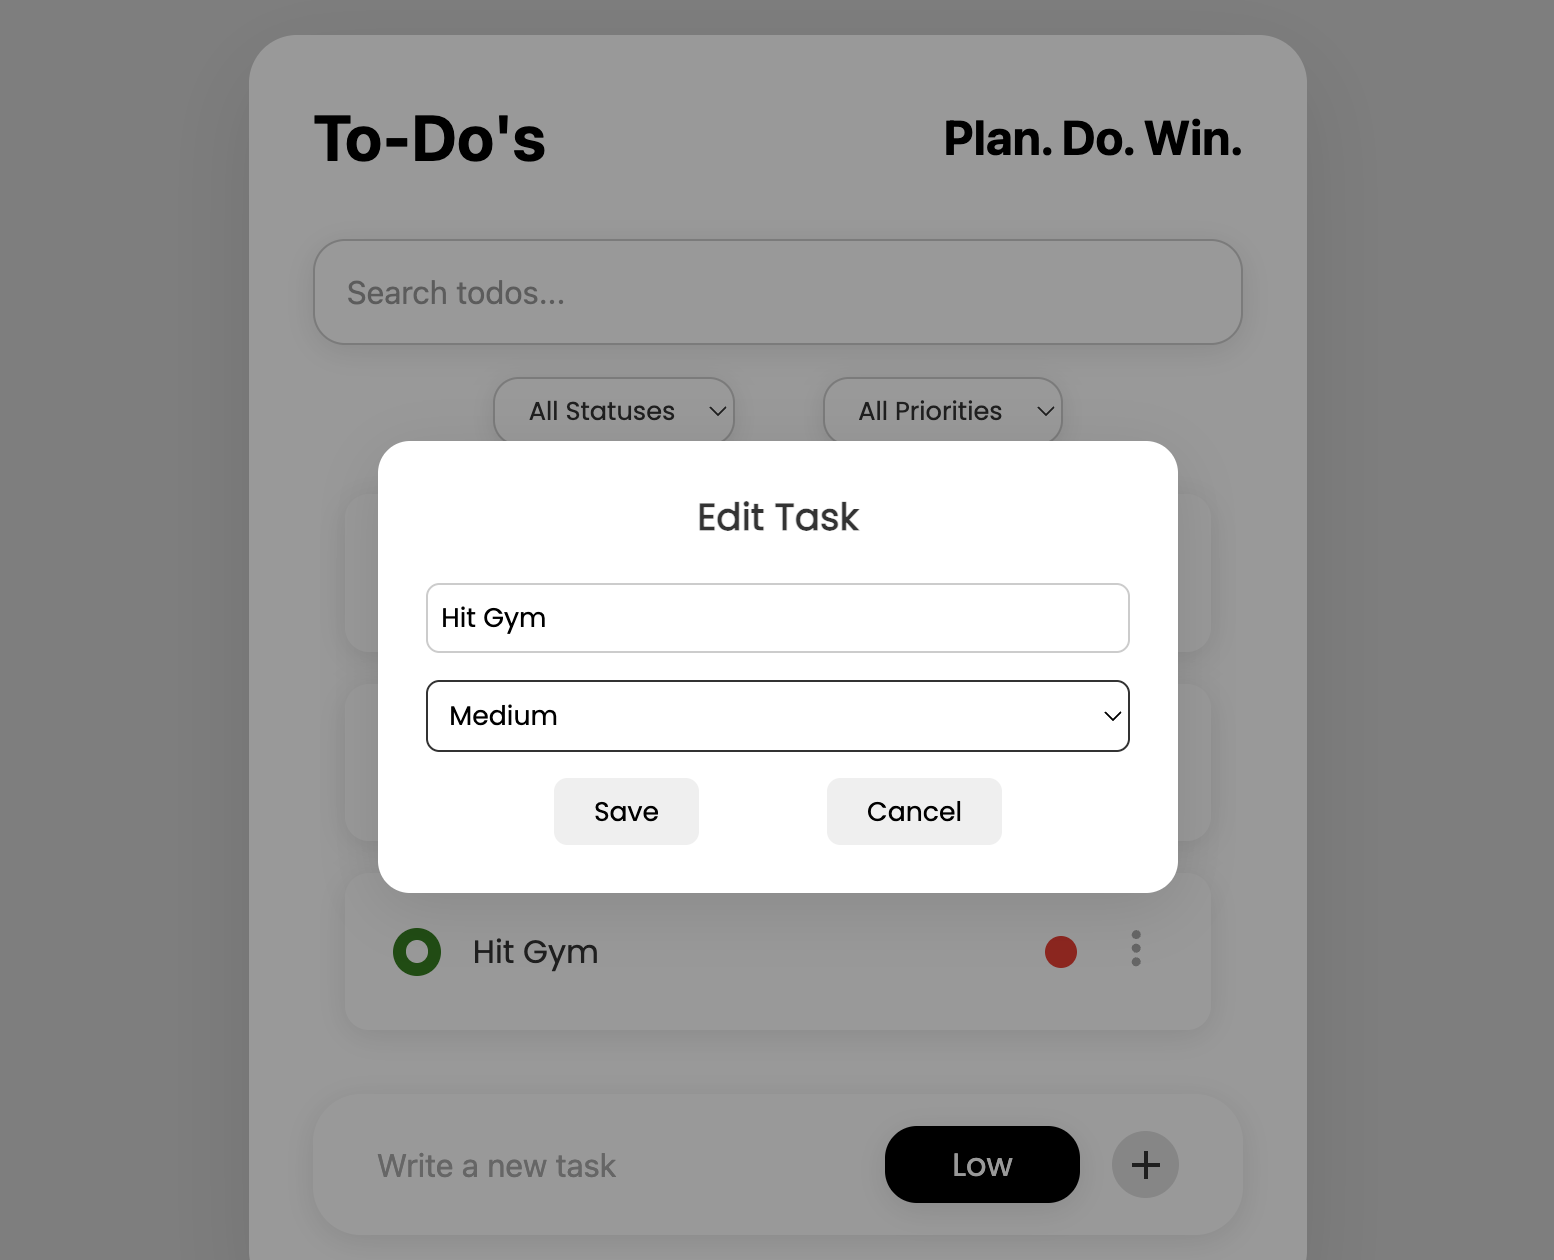 To-Do's
Plan. Do. Win.
Search todos...
All Statuses
All Priorities
Edit Task
Hit Gym
Medium
Save
Cancel
Hit Gym
Write a new task
Low